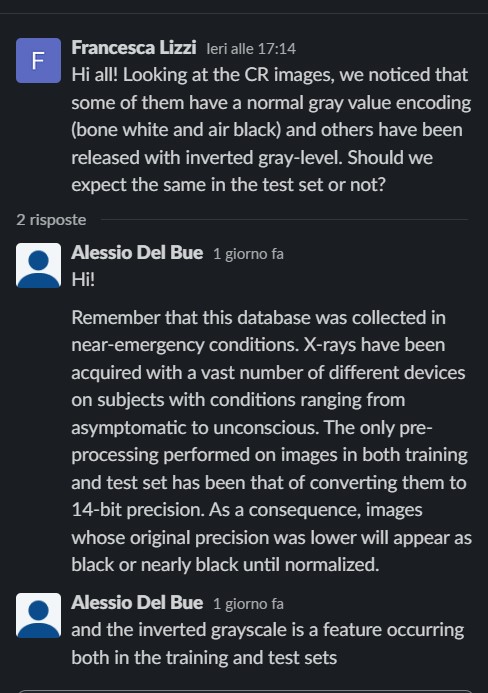 F
Francesca Lizzi Ieri alle 17:14
Hi all! Looking at the CR images, we noticed that
some of them have a normal gray value encoding
(bone white and air black) and others have been
released with inverted gray-level. Should we
expect the same in the test set or not?
2 risposte
Alessio Del Bue 1 giorno fa
Hi!
Remember that this database was collected in
near-emergency conditions. X-rays have been
acquired with a vast number of different devices
on subjects with conditions ranging from
asymptomatic to unconscious. The only pre-
processing performed on images in both training
and test set has been that of converting them to
14-bit precision. As a consequence, images
whose original precision was lower will appear as
black or nearly black until normalized.
Alessio Del Bue 1 giorno fa
and the inverted grayscale is a feature occurring
both in the training and test sets